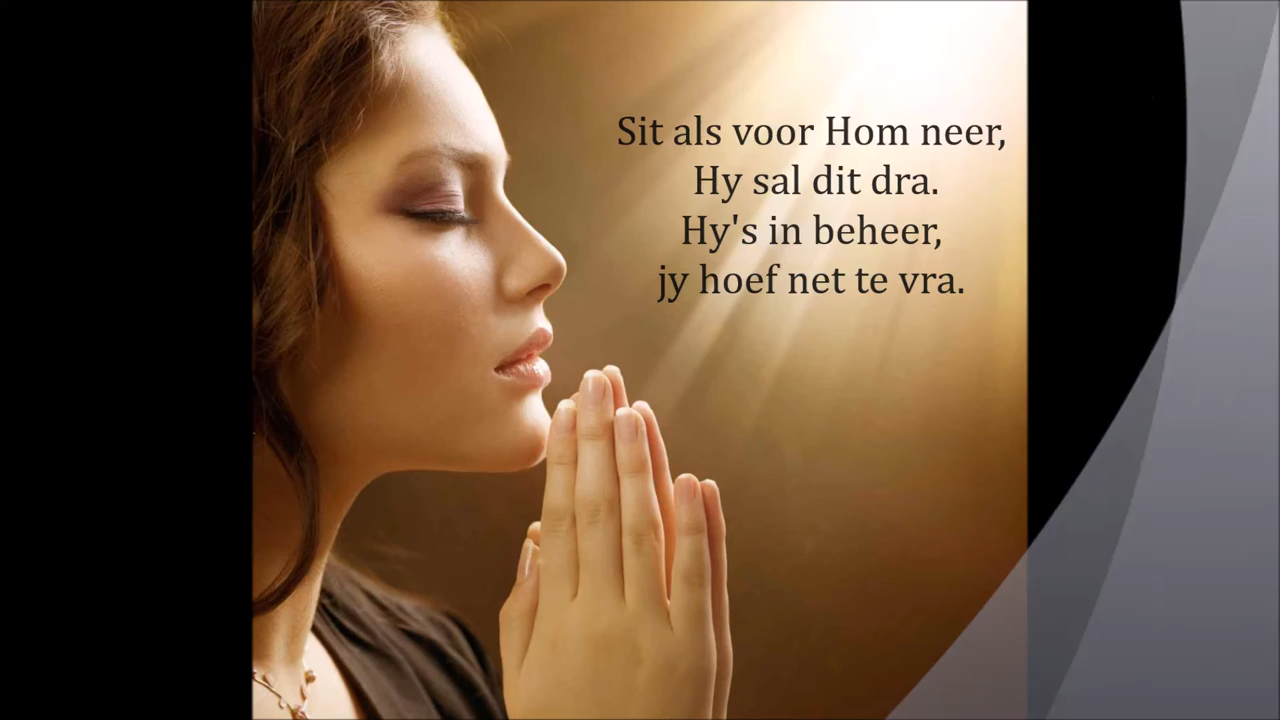 Sit als voor Hom neer,
Hy sal dit dra.
Hy's in beheer,
jy hoef net te vra.